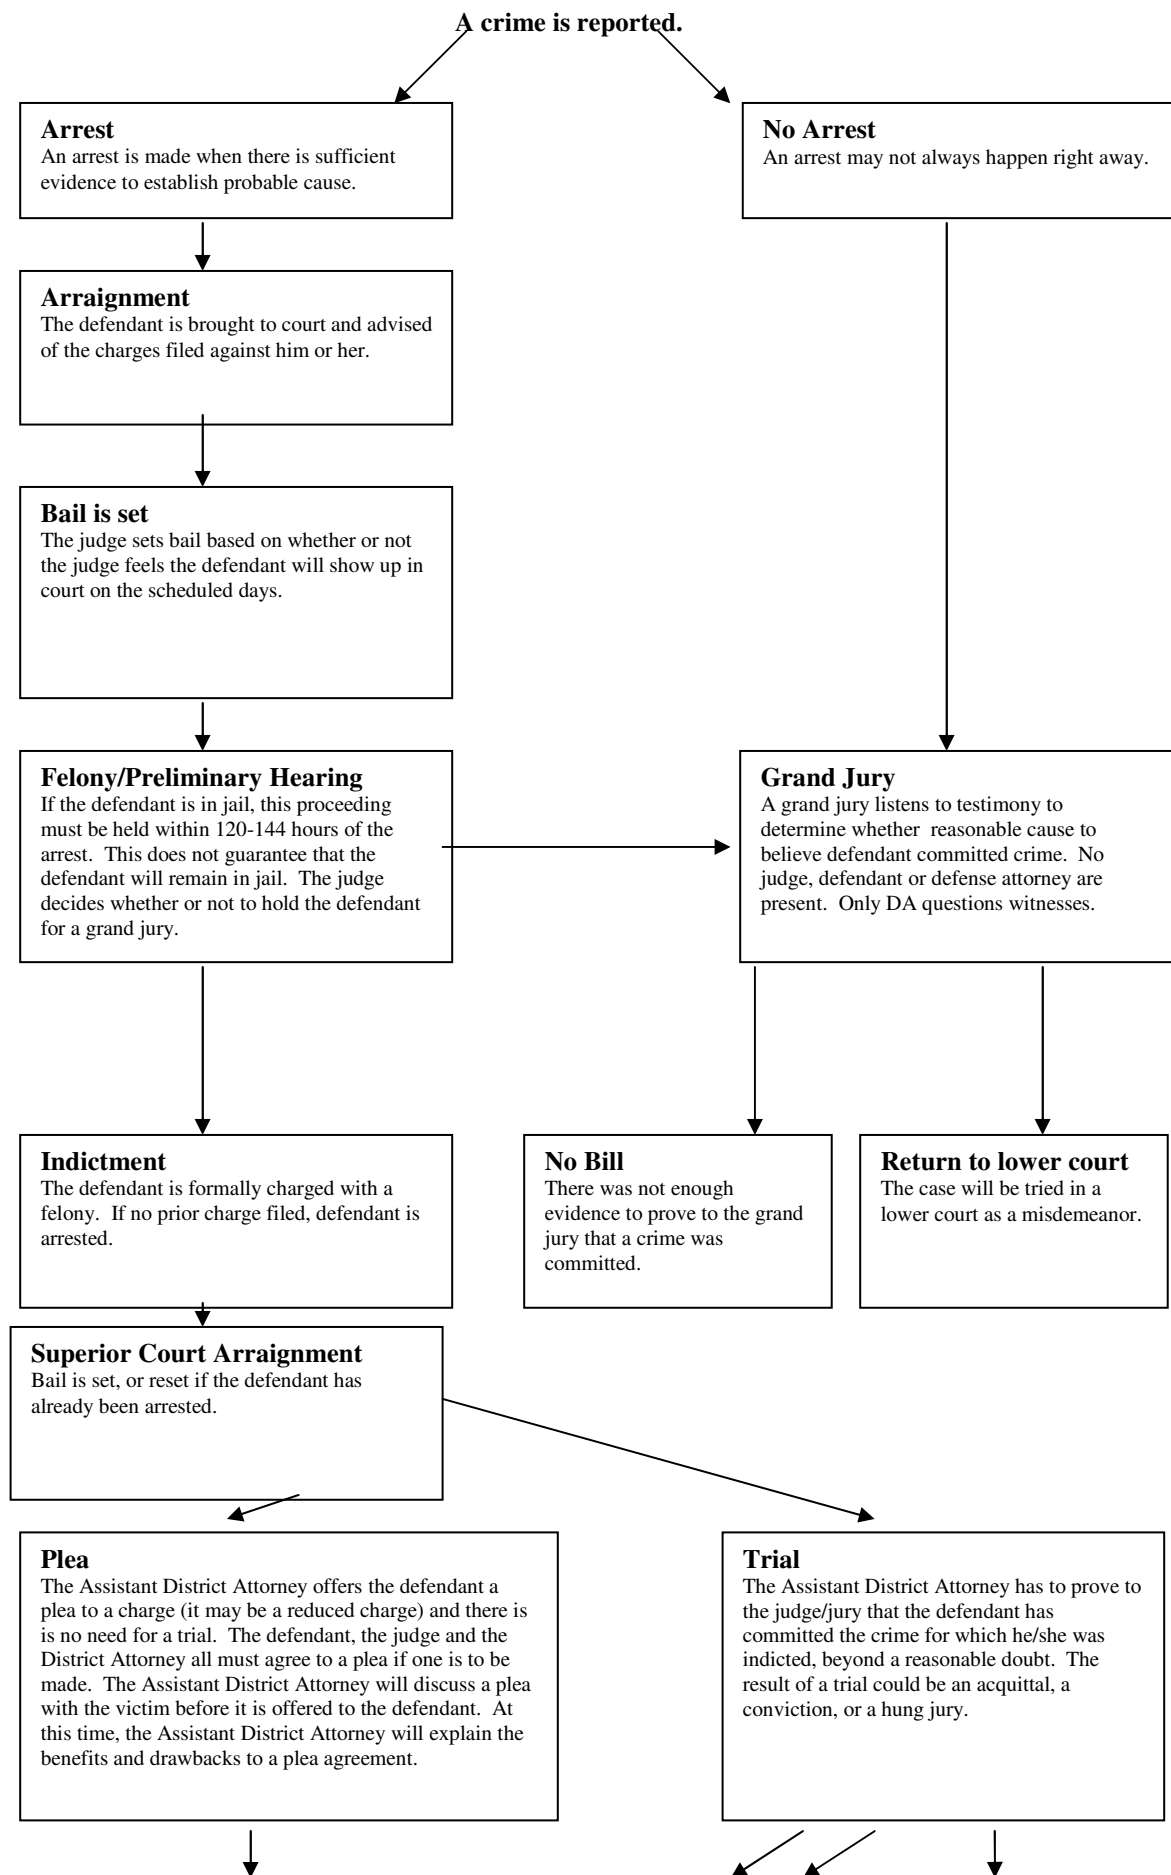 A crime is reported.
Arrest
An arrest is made when there is sufficient
evidence to establish probable cause.
No Arrest
An arrest may not always happen right away.
Arraignment
The defendant is brought to court and advised
of the charges filed against him or her.
Bail is set
The judge sets bail based on whether or not
the judge feels the defendant will show up in
court on the scheduled days.
Felony/Preliminary Hearing
If the defendant is in jail, this proceeding
must be held within 120-144 hours of the
arrest.  This does not guarantee that the
defendant will remain in jail.  The judge
decides whether or not to hold the defendant
for a grand jury.
Grand Jury
A grand jury listens to testimony to
determine whether  reasonable cause to
believe defendant committed crime.  No
judge, defendant or defense attorney are
present.  Only DA questions witnesses.
Indictment
The defendant is formally charged with a
felony.  If no prior charge filed, defendant is
arrested.
No Bill
There was not enough
evidence to prove to the grand
jury that a crime was
committed.
Return to lower court
The case will be tried in a
lower court as a misdemeanor.
Superior Court Arraignment
Bail is set, or reset if the defendant has
already been arrested.
Plea
The Assistant District Attorney offers the defendant a
plea to a charge (it may be a reduced charge) and there is
is no need for a trial.  The defendant, the judge and the
District Attorney all must agree to a plea if one is to be
made.  The Assistant District Attorney will discuss a plea
with the victim before it is offered to the defendant.  At
this time, the Assistant District Attorney will explain the
benefits and drawbacks to a plea agreement.
Trial
The Assistant District Attorney has to prove to
the judge/jury that the defendant has
committed the crime for which he/she was
indicted, beyond a reasonable doubt.  The
result of a trial could be an acquittal, a
conviction, or a hung jury.